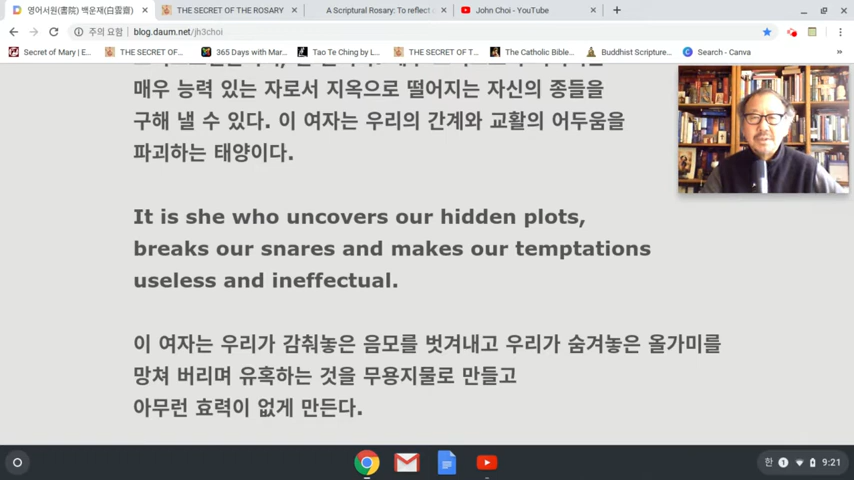 영어서원(書院) 백운재(白雲齋)
THE SECRET OF THE ROSARY
A Scriptural Rosary: To reflect
John Choi - YouTube
주의 요함
blog.daum.net/jh3choi
Secret of Mary | E...
THE SECRET OF...
365 Days with Mar...
Tao Te Ching by L...
THE SECRET OF...
The Catholic Bible...
Buddhist Scripture...
Search - Canva
매우 능력 있는 자로서 지옥으로 떨어지는 자신의 종들을
구해 낼 수 있다. 이 여자는 우리의 간계와 교활의 어두움을
파괴하는 태양이다.
It is she who uncovers our hidden plots,
breaks our snares and makes our temptations
useless and ineffectual.
이 여자는 우리가 감춰놓은 음모를 벗겨내고 우리가 숨겨놓은 올가미를
망쳐 버리며 유혹하는 것을 무용지물로 만들고
아무런 효력이 없게 만든다.
한 1 9:21